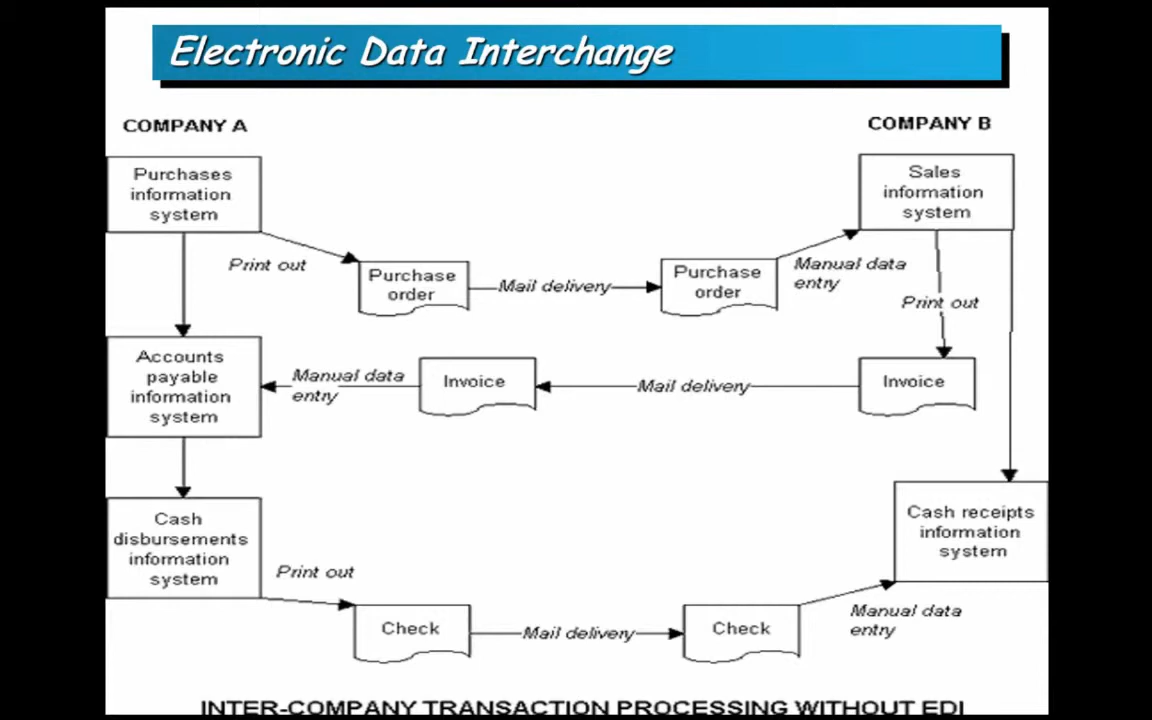 Electronic Data Interchange
COMPANY A
COMPANY B
Purchases
information
system
Sales
information
system
Print out
Purchase
order
Mail delivery
Purchase
order
Manual data
entry
Print out
Accounts
payable
information
system
Manual data
entry
Invoice
Mail delivery
Invoice
Cash
disbursements
information
system
Cash receipts
information
system
Print out
Check
Mail delivery
Check
Manual data
entry
INTER-COMPANY TRANSACTION PROCESSING WITHOUT EDI